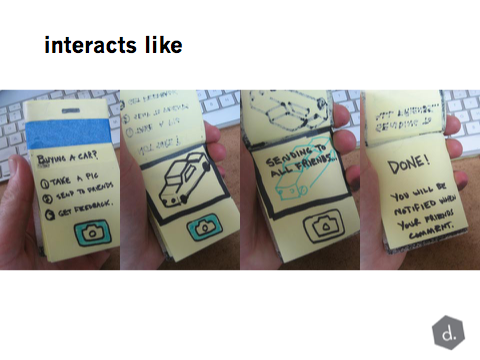 interacts like
BUYING A CAR?
① TAKE A PIC
② SEND TO FRIENDS
③ GET FEEDBACK.
SENDING TO
ALL FRIENDS...
DONE!
YOU WILL BE
NOTIFIED WHEN
YOUR FRIENDS
COMMENT.
d.